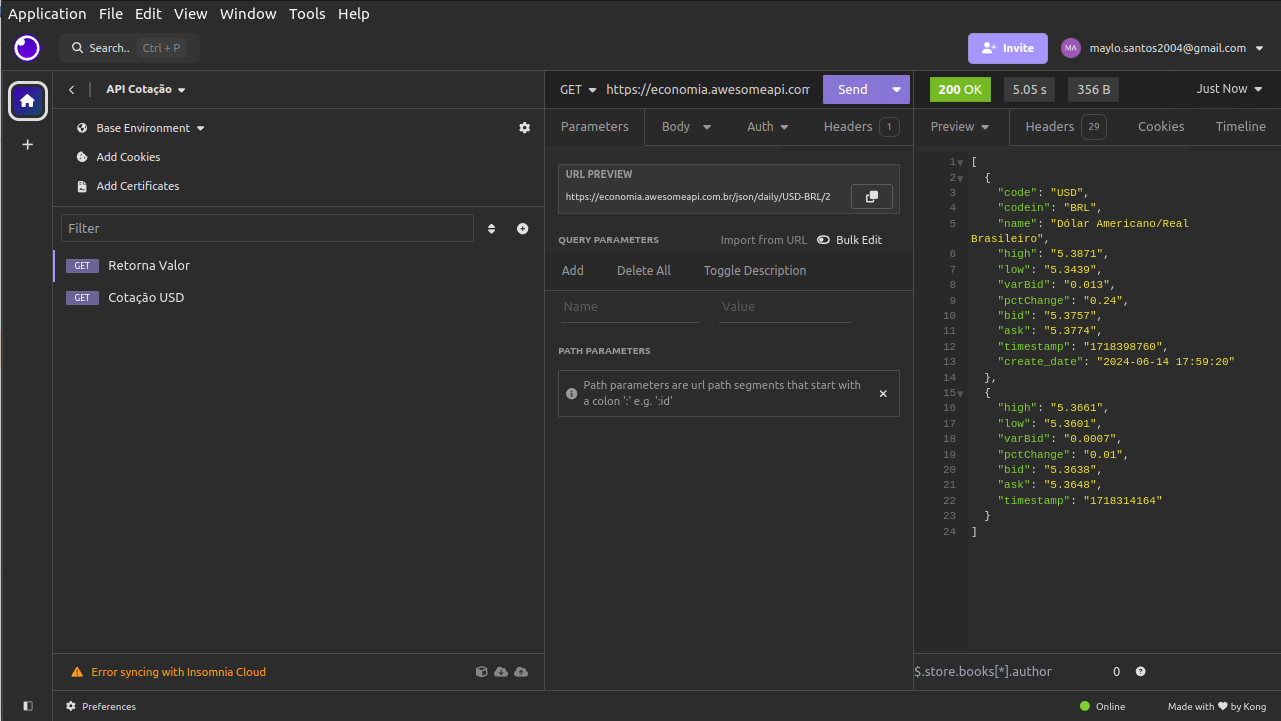 Application File Edit View Window Tools Help
Search.. Ctrl + P
Invite
MA
maylo.santos2004@gmail.com
API Cotação
Base Environment
Add Cookies
Add Certificates
Filter
GET Retorna Valor
GET Cotação USD
Error syncing with Insomnia Cloud
Preferences
GET https://economia.awesomeapi.com
Send
Parameters Body Auth Headers 1
URL PREVIEW
https://economia.awesomeapi.com.br/json/daily/USD-BRL/2
QUERY PARAMETERS Import from URL Bulk Edit
Add Delete All Toggle Description
Name Value
PATH PARAMETERS
Path parameters are url path segments that start with
a colon ':' e.g. ':id'
200 OK 5.05 s 356 B Just Now
Preview Headers 29 Cookies Timeline
1 [
2 {
3 "code": "USD",
4 "codein": "BRL",
5 "name": "Dólar Americano/Real
Brasileiro",
6 "high": "5.3871",
7 "low": "5.3439",
8 "varBid": "0.013",
9 "pctChange": "0.24",
10 "bid": "5.3757",
11 "ask": "5.3774",
12 "timestamp": "1718398760",
13 "create_date": "2024-06-14 17:59:20"
14 },
15 {
16 "high": "5.3661",
17 "low": "5.3601",
18 "varBid": "0.0007",
19 "pctChange": "0.01",
20 "bid": "5.3638",
21 "ask": "5.3648",
22 "timestamp": "1718314164"
23 }
24 ]
$.store.books[*].author 0
Online Made with ❤ by Kong